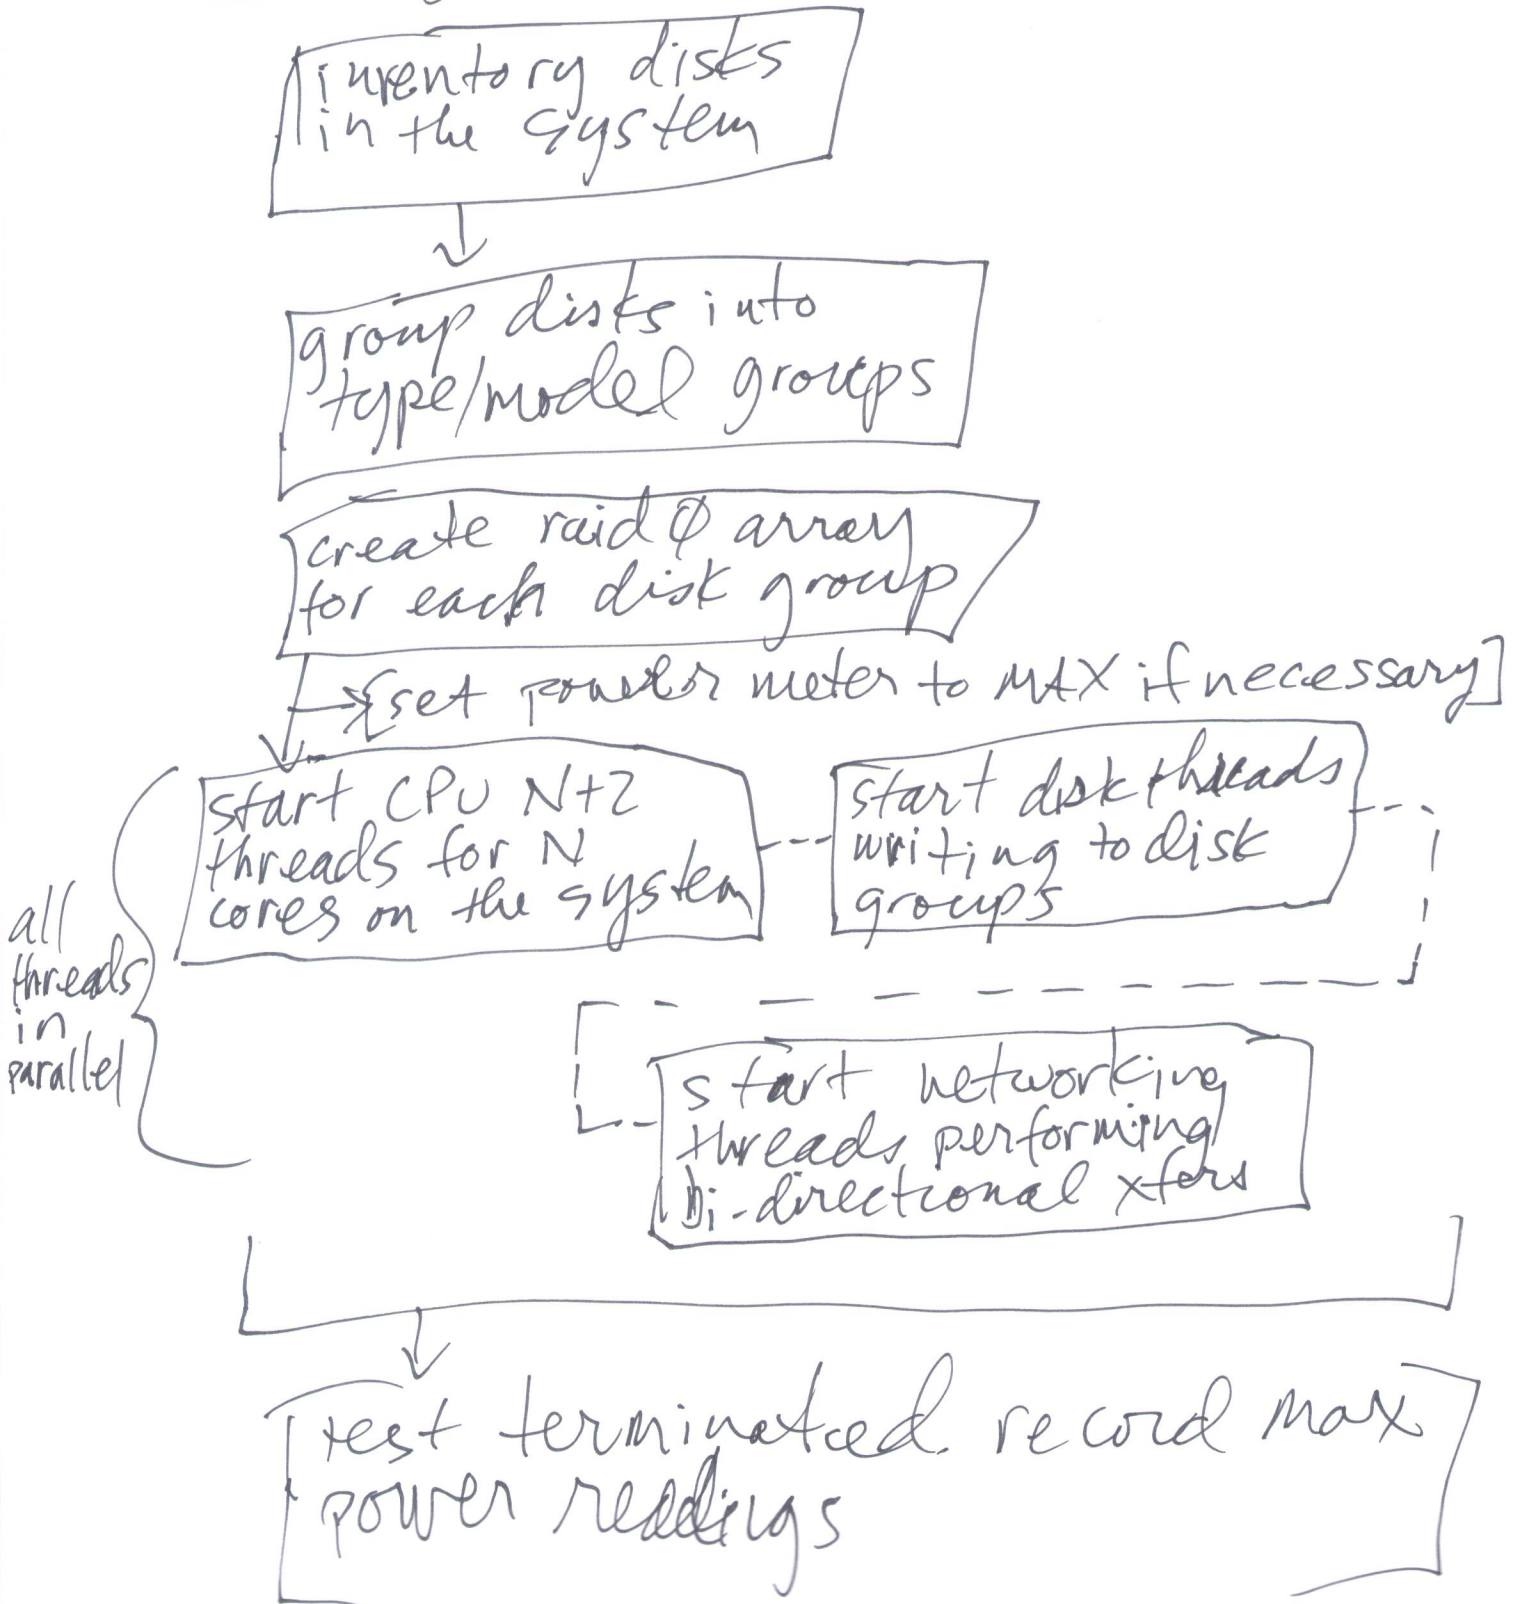 inventory disks
in the system
group disks into
type/model groups
create raid 0 array
for each disk group
[set power meter to MAX if necessary]
start CPU N+2
threads for N
cores on the system
start disk threads
writing to disk
groups
all
threads
in
parallel
start networking
threads performing
bi-directional xfers
test terminated. record max
power readings